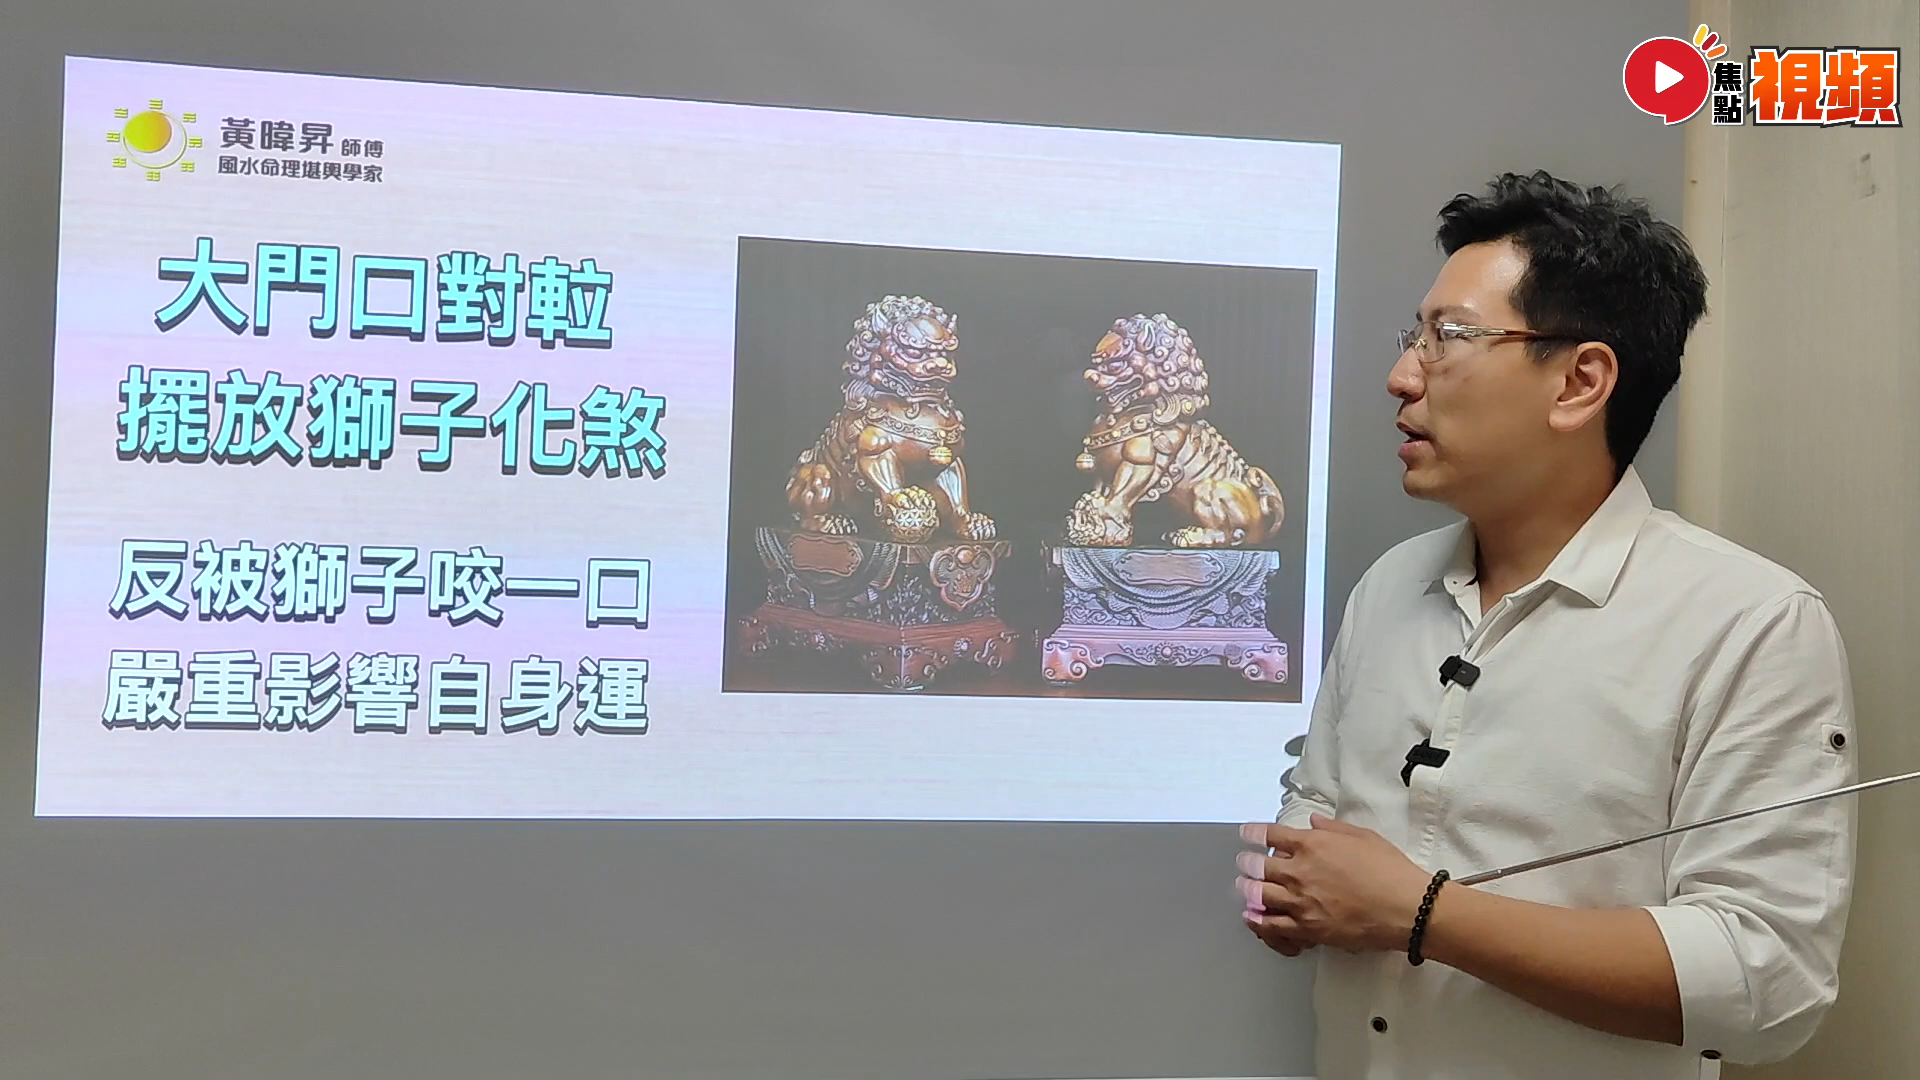 黃暐昇 師傅
風水命理堪輿學家
大門口對𨋢
擺放獅子化煞
反被獅子咬一口
嚴重影響自身運
焦點視頻